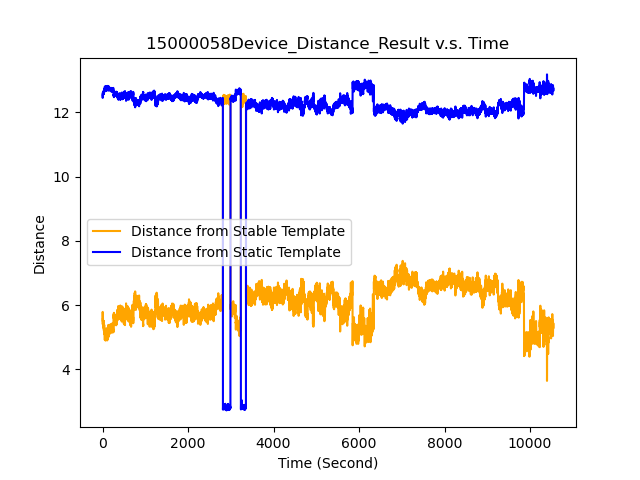 15000058Device_Distance_Result v.s. Time
Distance
12
10
8
6
4
Distance from Stable Template
Distance from Static Template
0
2000
4000
6000
8000
10000
Time (Second)